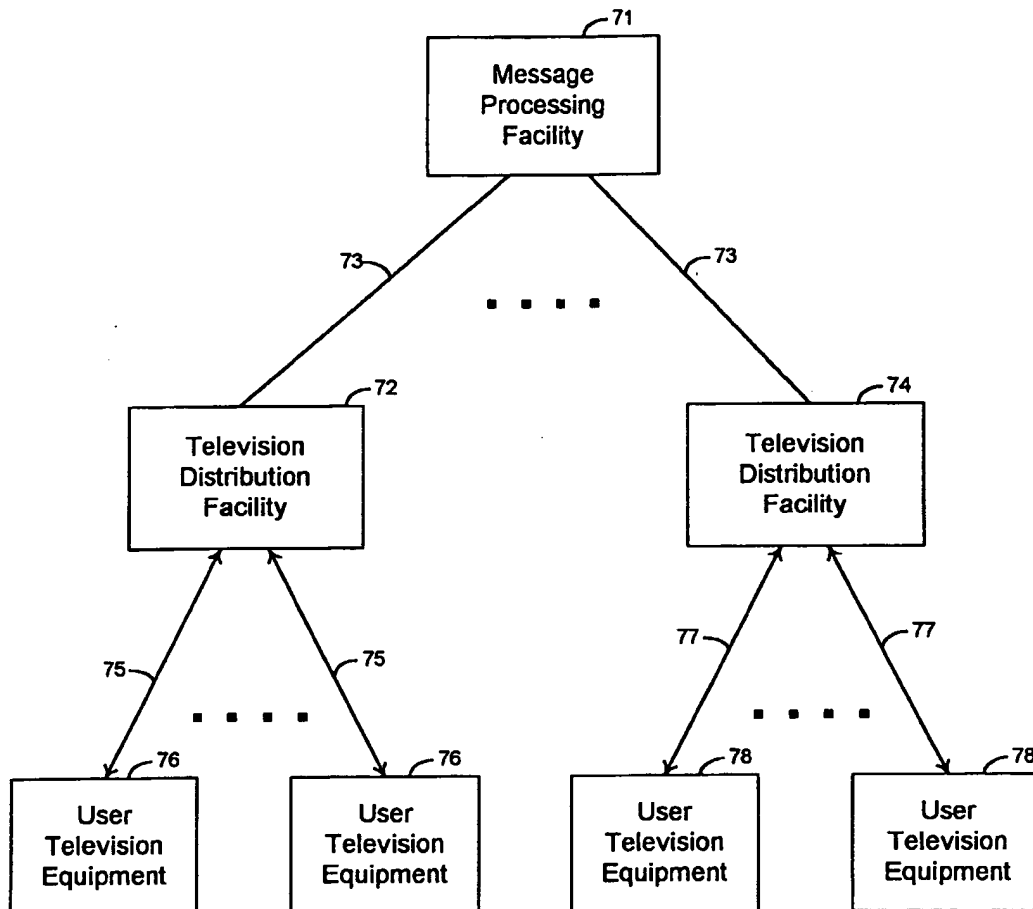 71
Message
Processing
Facility
73
73
72
74
Television
Distribution
Facility
Television
Distribution
Facility
75
75
77
77
76
76
78
78
User
Television
Equipment
User
Television
Equipment
User
Television
Equipment
User
Television
Equipment